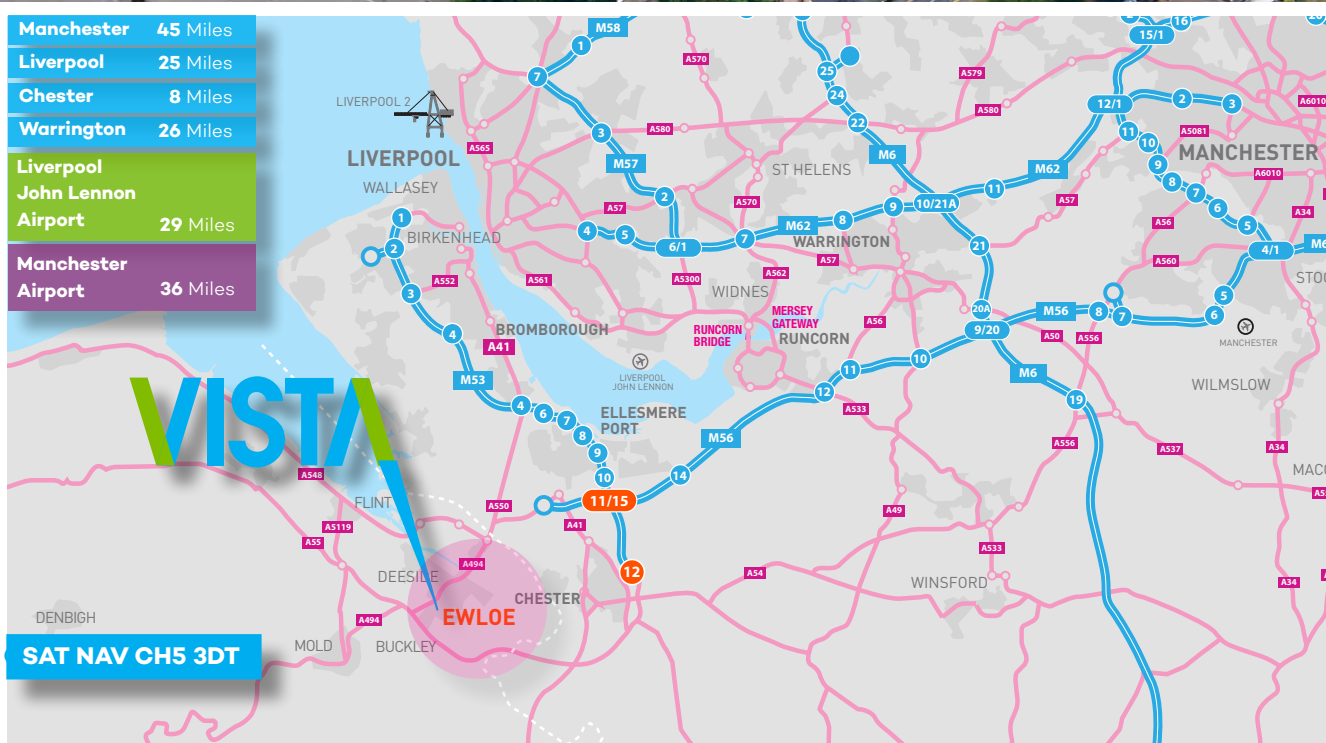 Manchester 45 Miles
Liverpool 25 Miles
Chester 8 Miles
Warrington 26 Miles
Liverpool
John Lennon
Airport 29 Miles
Manchester
Airport 36 Miles
M58
1
7
A570
25
24
22
A579
A580
16
15/1
12/1
2
3
A6010
LIVERPOOL 2
A565
3
A580
M57
M6
ST HELENS
11
10
9
8
7
6
5
4/1
A5081
MANCHESTER
A6010
A34
A56
A560
LIVERPOOL
WALLASEY
1
2
BIRKENHEAD
3
A552
4
M53
A57
2
4
5
6/1
A570
7
M62
8
9
10/21A
11
M62
A57
WARRINGTON
A57
21
A561
A5300
A562
WIDNES
20A
9/20
M56
8
7
6
5
MANCHESTER
BROMBOROUGH
A41
RUNCORN
BRIDGE
MERSEY
GATEWAY
RUNCORN
A56
A50
A556
LIVERPOOL
JOHN LENNON
10
11
12
A533
M6
19
WILMSLOW
VISTA
4
6
7
8
9
10
ELLESMERE
PORT
M56
14
11/15
A556
A537
A34
A548
FLINT
A550
A41
A49
A5119
A55
A494
DEESIDE
12
A54
A533
A34
CHESTER
EWLOE
WINSFORD
DENBIGH
A494
MOLD
BUCKLEY
SAT NAV CH5 3DT